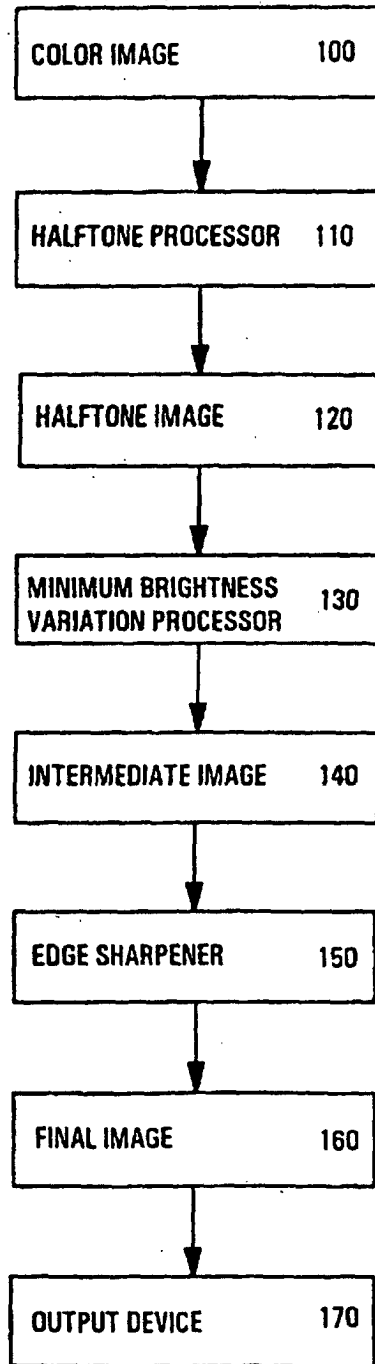 COLOR IMAGE 100
HALFTONE PROCESSOR 110
HALFTONE IMAGE 120
MINIMUM BRIGHTNESS
VARIATION PROCESSOR 130
INTERMEDIATE IMAGE 140
EDGE SHARPENER 150
FINAL IMAGE 160
OUTPUT DEVICE 170